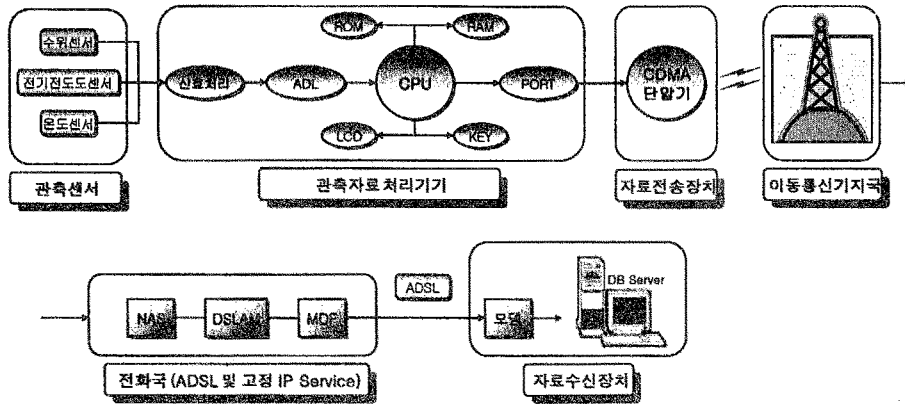 수위센서
전기전도도센서
온도센서
관측센서
ROM
RAM
신호처리
ADL
CPU
PORT
LCD
KEY
관측자료 처리기기
CDMA
단말기
자료전송장치
이동통신기지국
NAS
DSLAM
MDF
전화국 (ADSL 및 고정 IP Service)
ADSL
모뎀
DB Server
자료수신장치